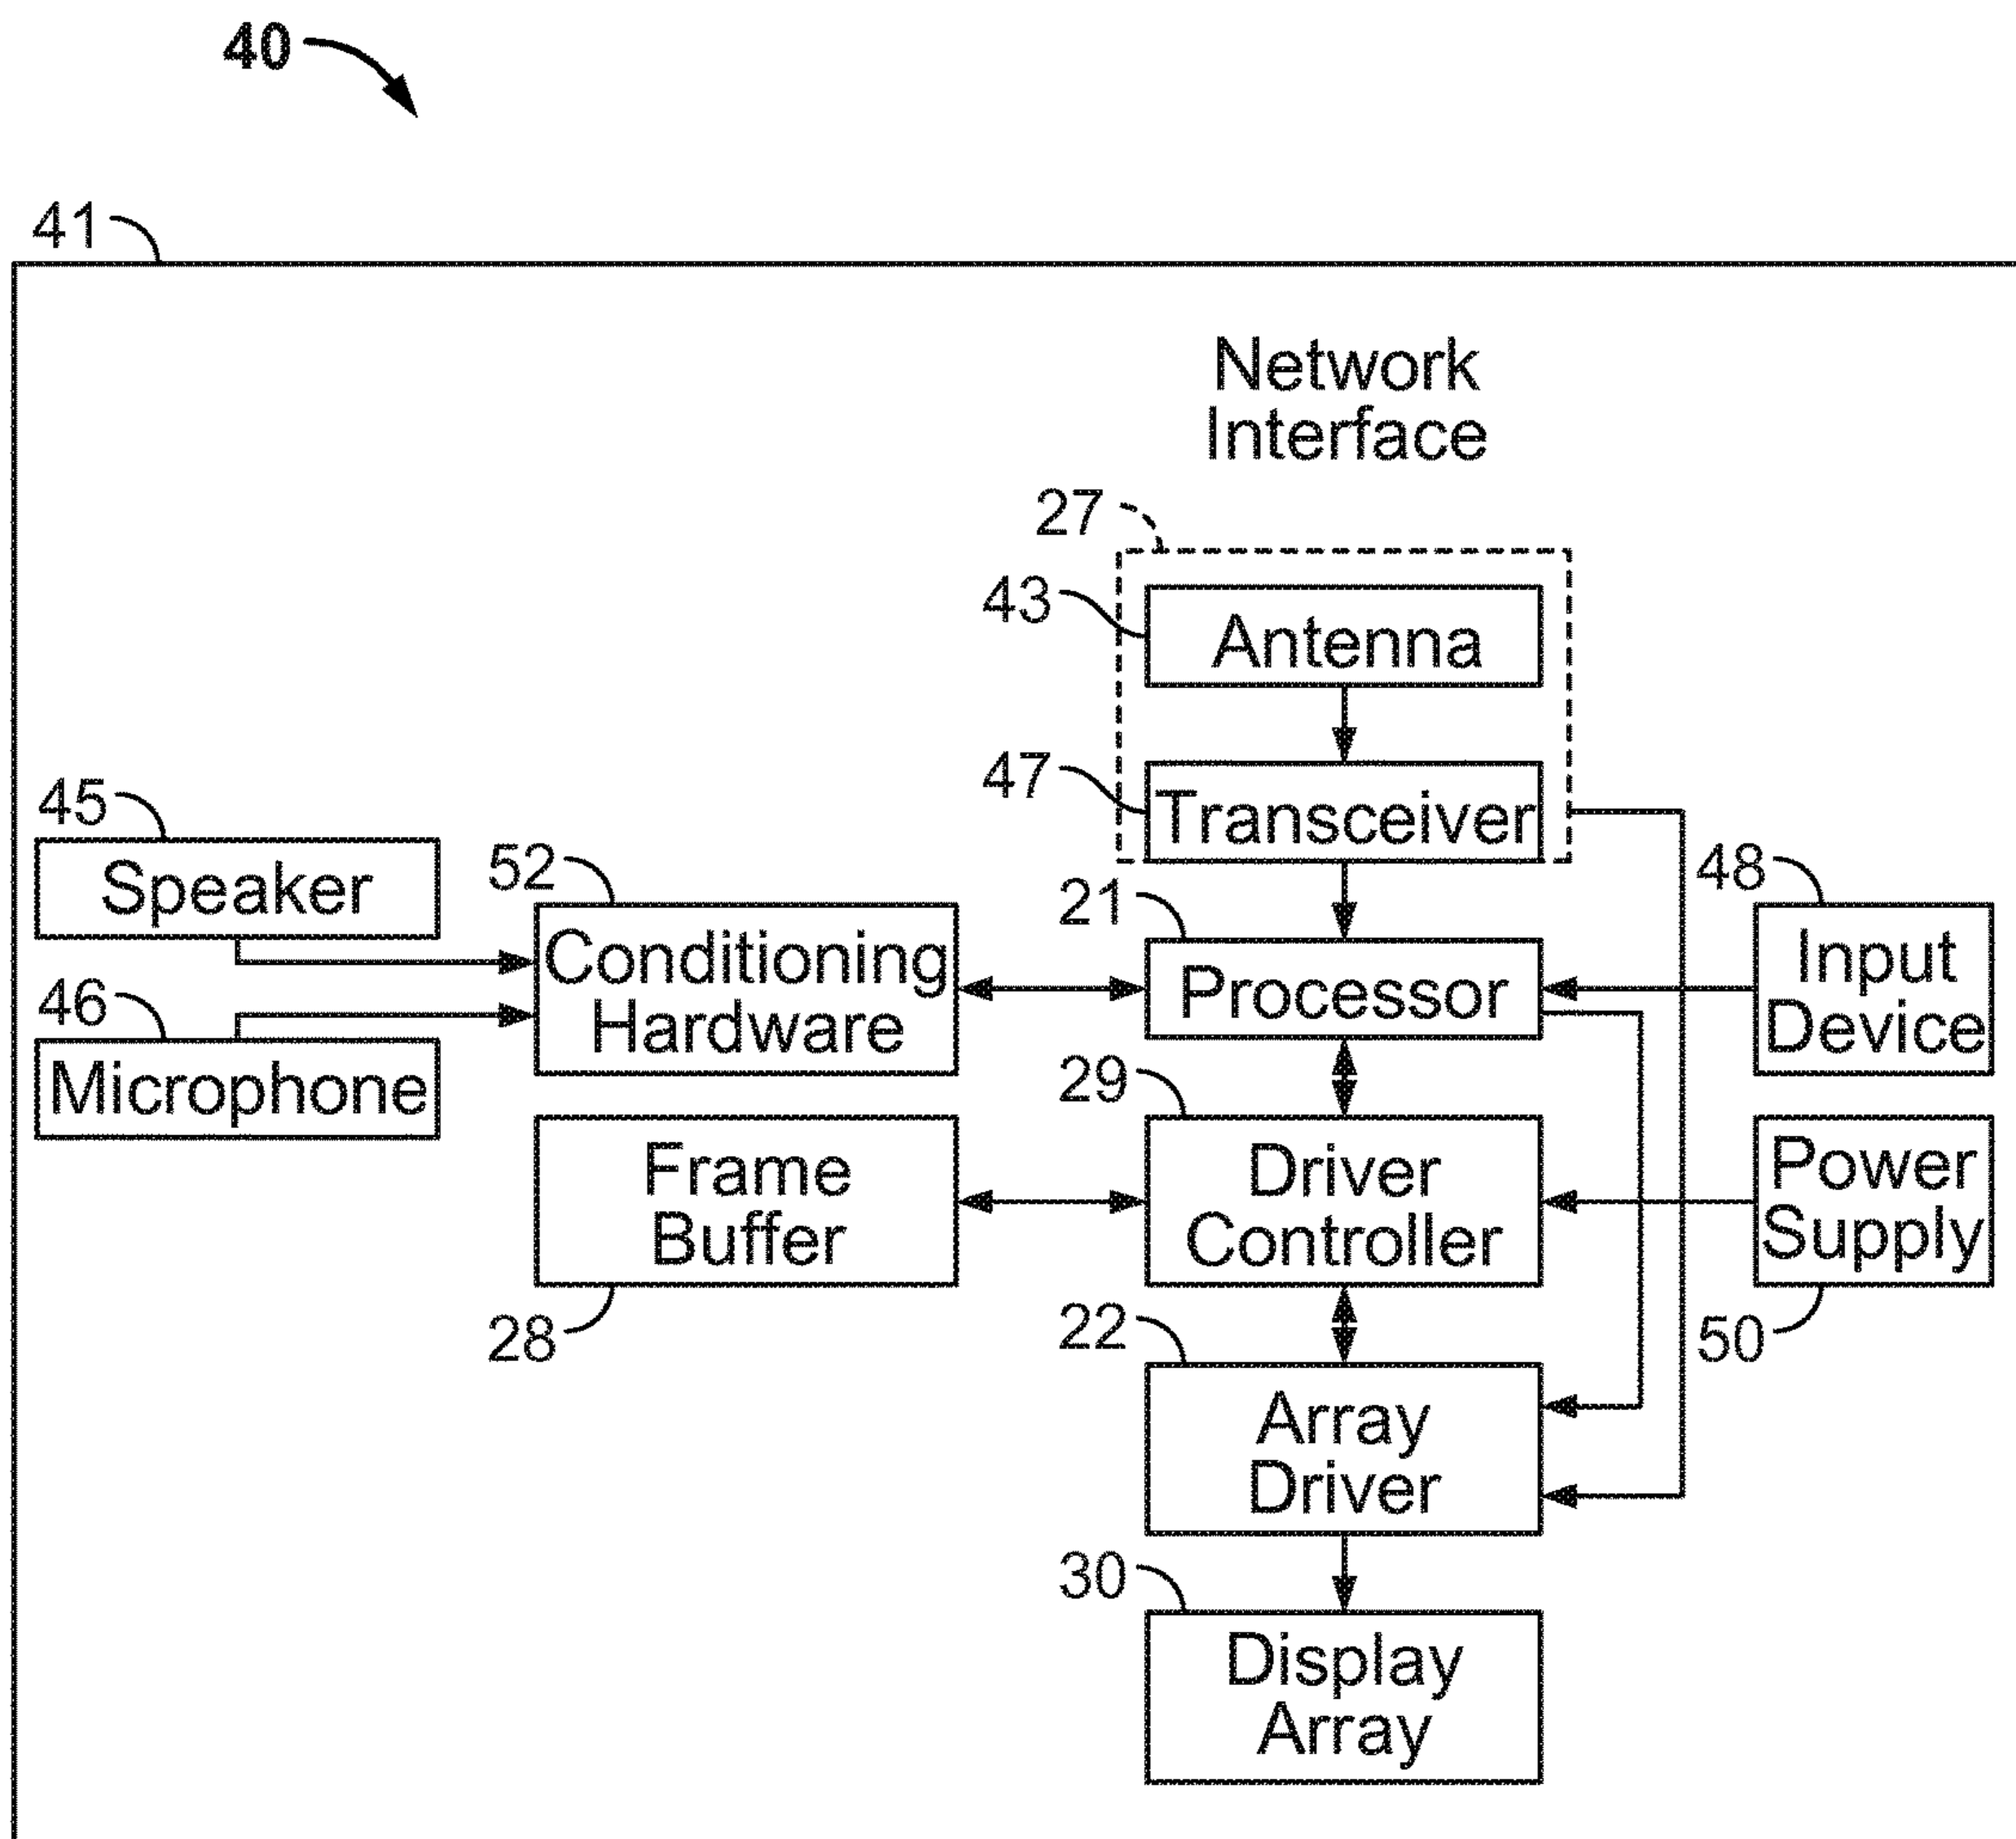 40
41
Network
Interface
27
43
Antenna
47
Transceiver
45
Speaker
52
Conditioning
Hardware
21
Processor
48
Input
Device
46
Microphone
29
Driver
Controller
Frame
Buffer
28
Power
Supply
50
22
Array
Driver
30
Display
Array